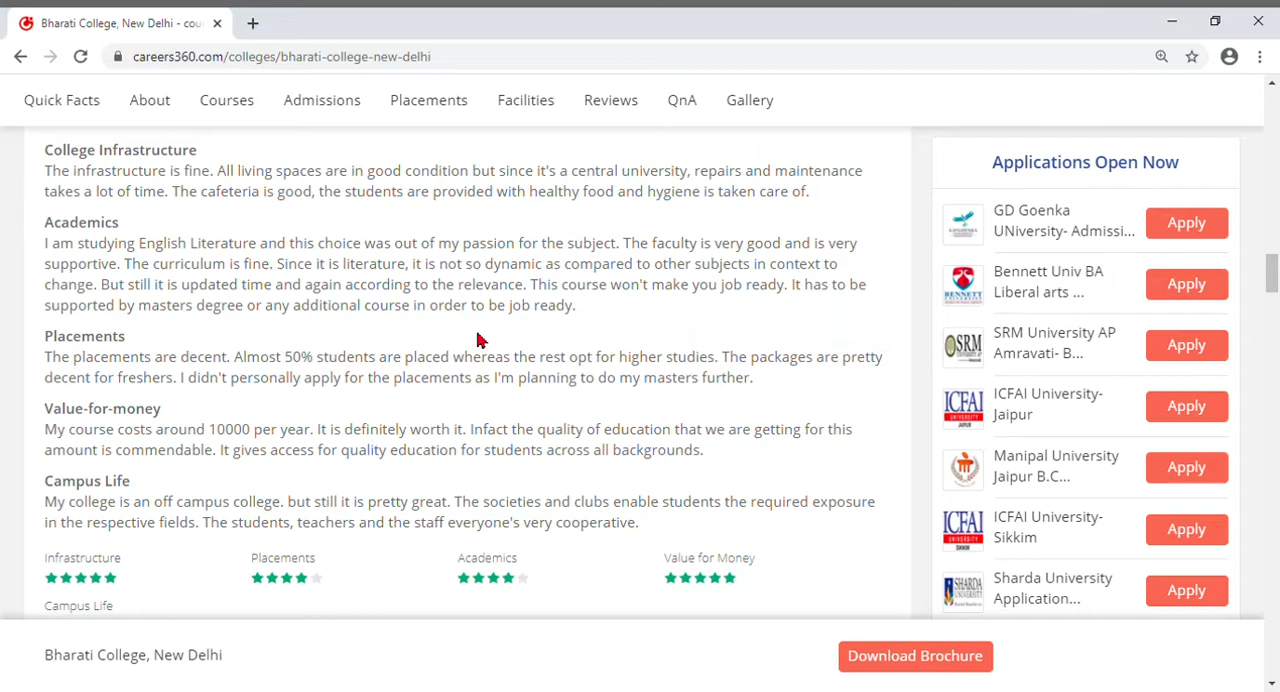 Bharati College, New Delhi - cou
careers360.com/colleges/bharati-college-new-delhi
Quick Facts About Courses Admissions Placements Facilities Reviews QnA Gallery
College Infrastructure
The infrastructure is fine. All living spaces are in good condition but since it's a central university, repairs and maintenance
takes a lot of time. The cafeteria is good, the students are provided with healthy food and hygiene is taken care of.
Academics
I am studying English Literature and this choice was out of my passion for the subject. The faculty is very good and is very
supportive. The curriculum is fine. Since it is literature, it is not so dynamic as compared to other subjects in context to
change. But still it is updated time and again according to the relevance. This course won't make you job ready. It has to be
supported by masters degree or any additional course in order to be job ready.
Placements
The placements are decent. Almost 50% students are placed whereas the rest opt for higher studies. The packages are pretty
decent for freshers. I didn't personally apply for the placements as I'm planning to do my masters further.
Value-for-money
My course costs around 10000 per year. It is definitely worth it. Infact the quality of education that we are getting for this
amount is commendable. It gives access for quality education for students across all backgrounds.
Campus Life
My college is an off campus college. but still it is pretty great. The societies and clubs enable students the required exposure
in the respective fields. The students, teachers and the staff everyone's very cooperative.
Infrastructure Placements Academics Value for Money
Campus Life
Applications Open Now
GD Goenka
UNiversity- Admissi...
Apply
BENNETT
Bennett Univ BA
Liberal arts ...
Apply
SRM
SRM University AP
Amravati- B...
Apply
ICFAI
UNIVERSITY
JAIPUR
ICFAI University-
Jaipur
Apply
Manipal University
Jaipur B.C...
Apply
ICFAI
UNIVERSITY
SIKKIM
ICFAI University-
Sikkim
Apply
SHARDA
UNIVERSITY
Sharda University
Application...
Apply
Bharati College, New Delhi
Download Brochure